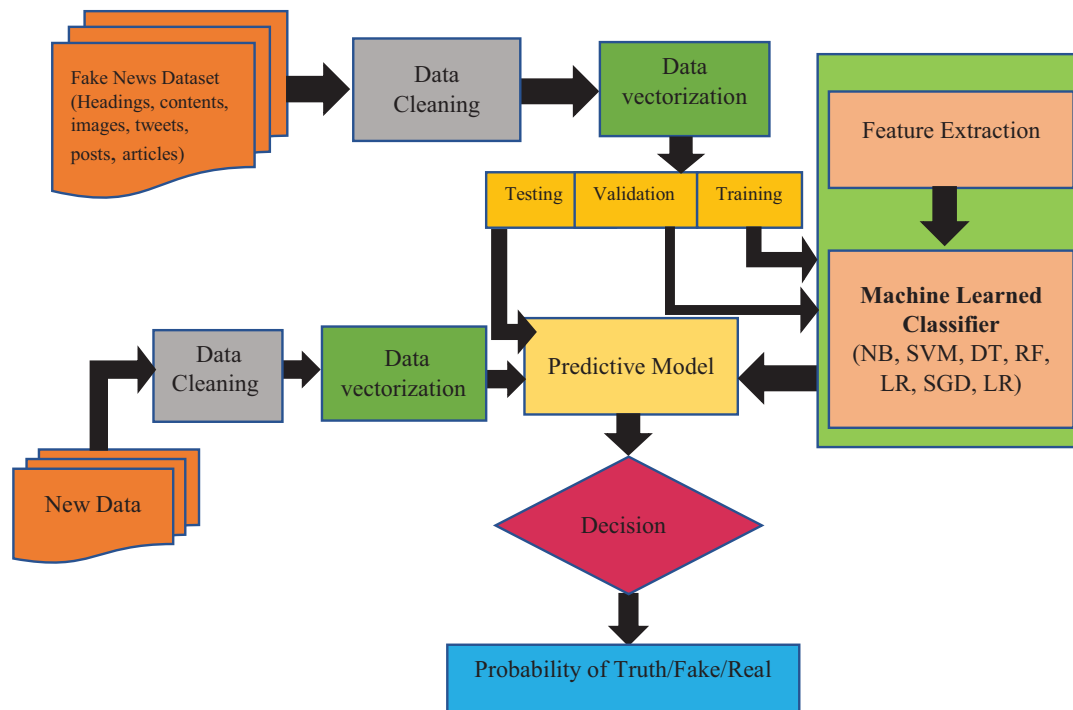 Fake News Dataset
(Headings, contents,
images, tweets,
posts, articles)
Data
Cleaning
Data
vectorization
Feature Extraction
Testing
Validation
Training
Machine Learned
Classifier
(NB, SVM, DT, RF,
LR, SGD, LR)
Data
Cleaning
Data
vectorization
Predictive Model
New Data
Decision
Probability of Truth/Fake/Real